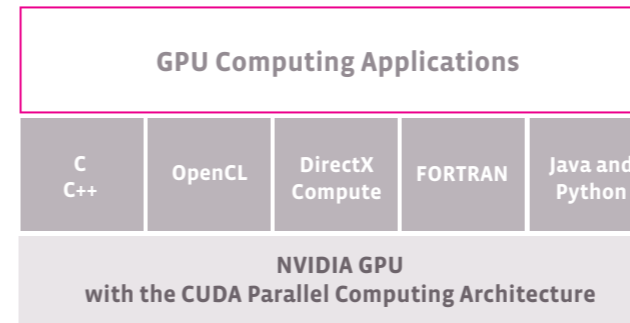 GPU Computing Applications
C
C++
OpenCL
DirectX
Compute
FORTRAN
Java and
Python
NVIDIA GPU
with the CUDA Parallel Computing Architecture